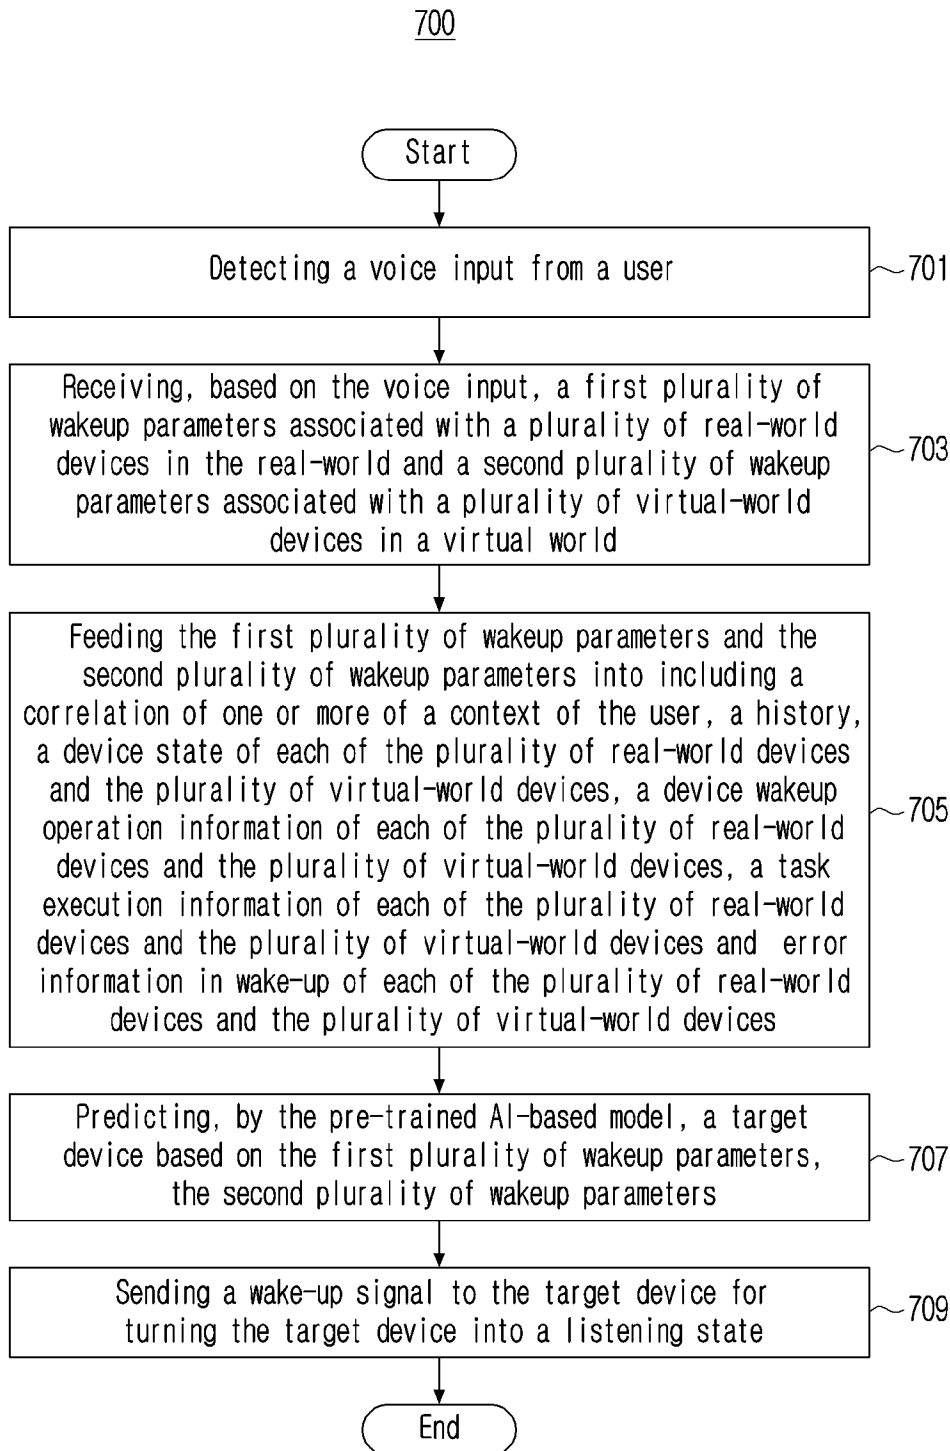 700
Start
Detecting a voice input from a user
701
Receiving, based on the voice input, a first plurality of
wakeup parameters associated with a plurality of real-world
devices in the real-world and a second plurality of wakeup
parameters associated with a plurality of virtual-world
devices in a virtual world
703
Feeding the first plurality of wakeup parameters and the
second plurality of wakeup parameters into including a
correlation of one or more of a context of the user, a history,
a device state of each of the plurality of real-world devices
and the plurality of virtual-world devices, a device wakeup
operation information of each of the plurality of real-world
devices and the plurality of virtual-world devices, a task
execution information of each of the plurality of real-world
devices and the plurality of virtual-world devices and error
information in wake-up of each of the plurality of real-world
devices and the plurality of virtual-world devices
705
Predicting, by the pre-trained AI-based model, a target
device based on the first plurality of wakeup parameters,
the second plurality of wakeup parameters
707
Sending a wake-up signal to the target device for
turning the target device into a listening state
709
End